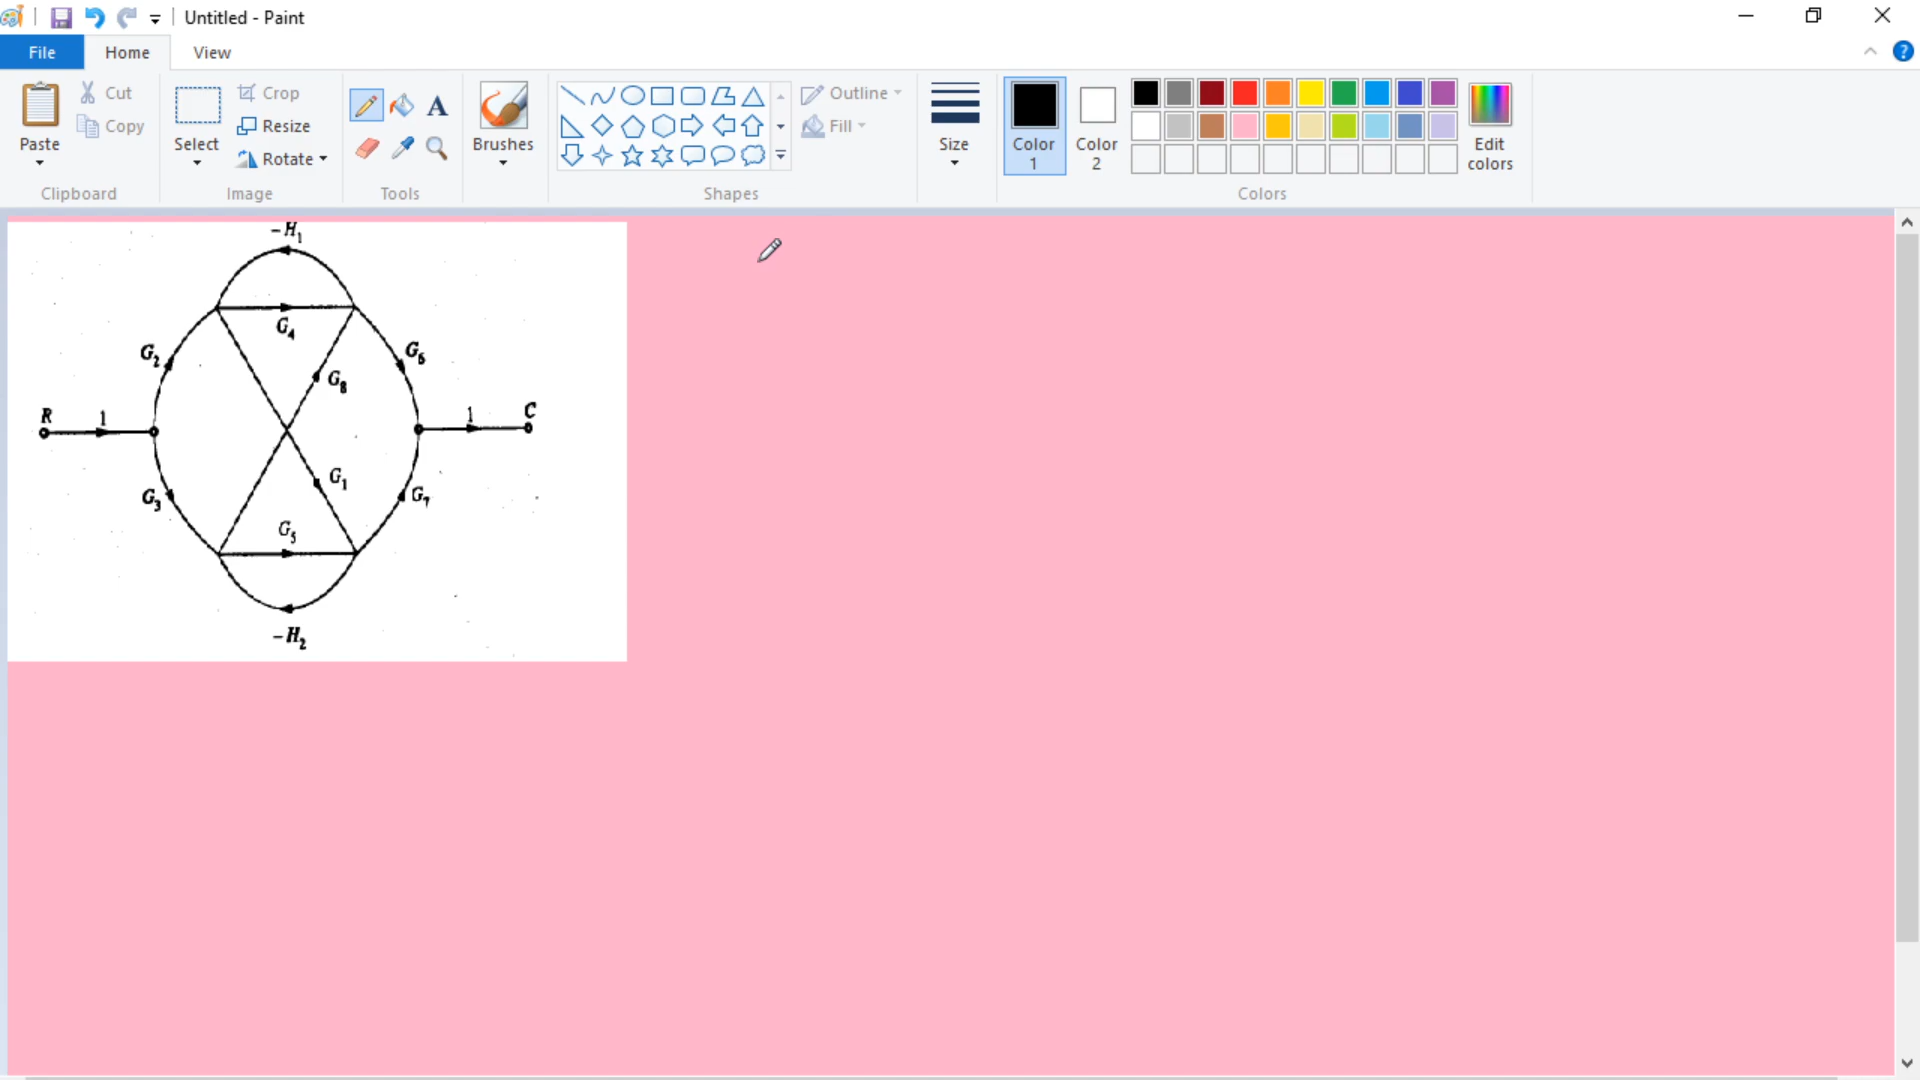 Untitled - Paint
File Home View
Paste
Cut
Copy
Clipboard
Select
Crop
Resize
Rotate
Image
Tools
Brushes
Shapes
Outline
Fill
Size
Color 1
Color 2
Edit colors
Colors
-H1
G4
G2
G6
G8
R 1
1 C
G1
G3
G7
G5
-H2